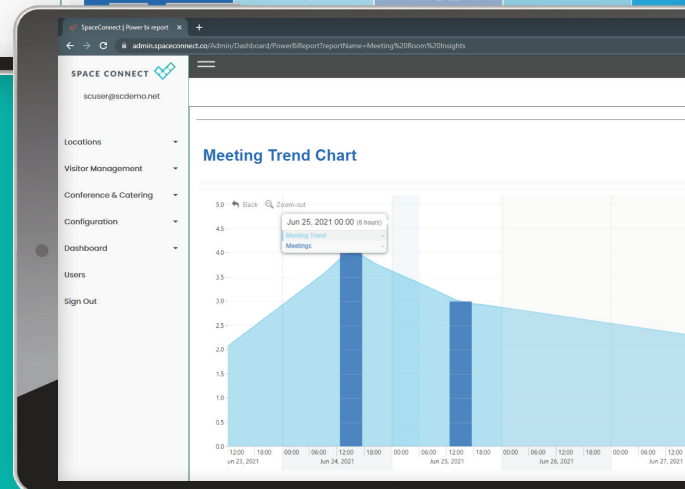 SpaceConnect | Power bi report × +
admin.spaceconnect.co/Admin/Dashboard/PowerBiReport?reportName=Meeting%20Room%20Insights
SPACE CONNECT
scuser@scdemo.net
Locations
Visitor Management
Conference & Catering
Configuration
Dashboard
Users
Sign Out
Meeting Trend Chart
Back Zoom-out
Jun 25, 2021 00:00 (6 hours)
Meeting Trend -
Meetings -
5.0
4.5
4.0
3.5
3.0
2.5
2.0
1.5
1.0
0.5
0.0
12:00 18:00 00:00 06:00 12:00 18:00 00:00 06:00 12:00 18:00 00:00 06:00 12:00 18:00 00:00 06:00 12:00
un 23, 2021 Jun 24, 2021 Jun 25, 2021 Jun 26, 2021 Jun 27, 2021